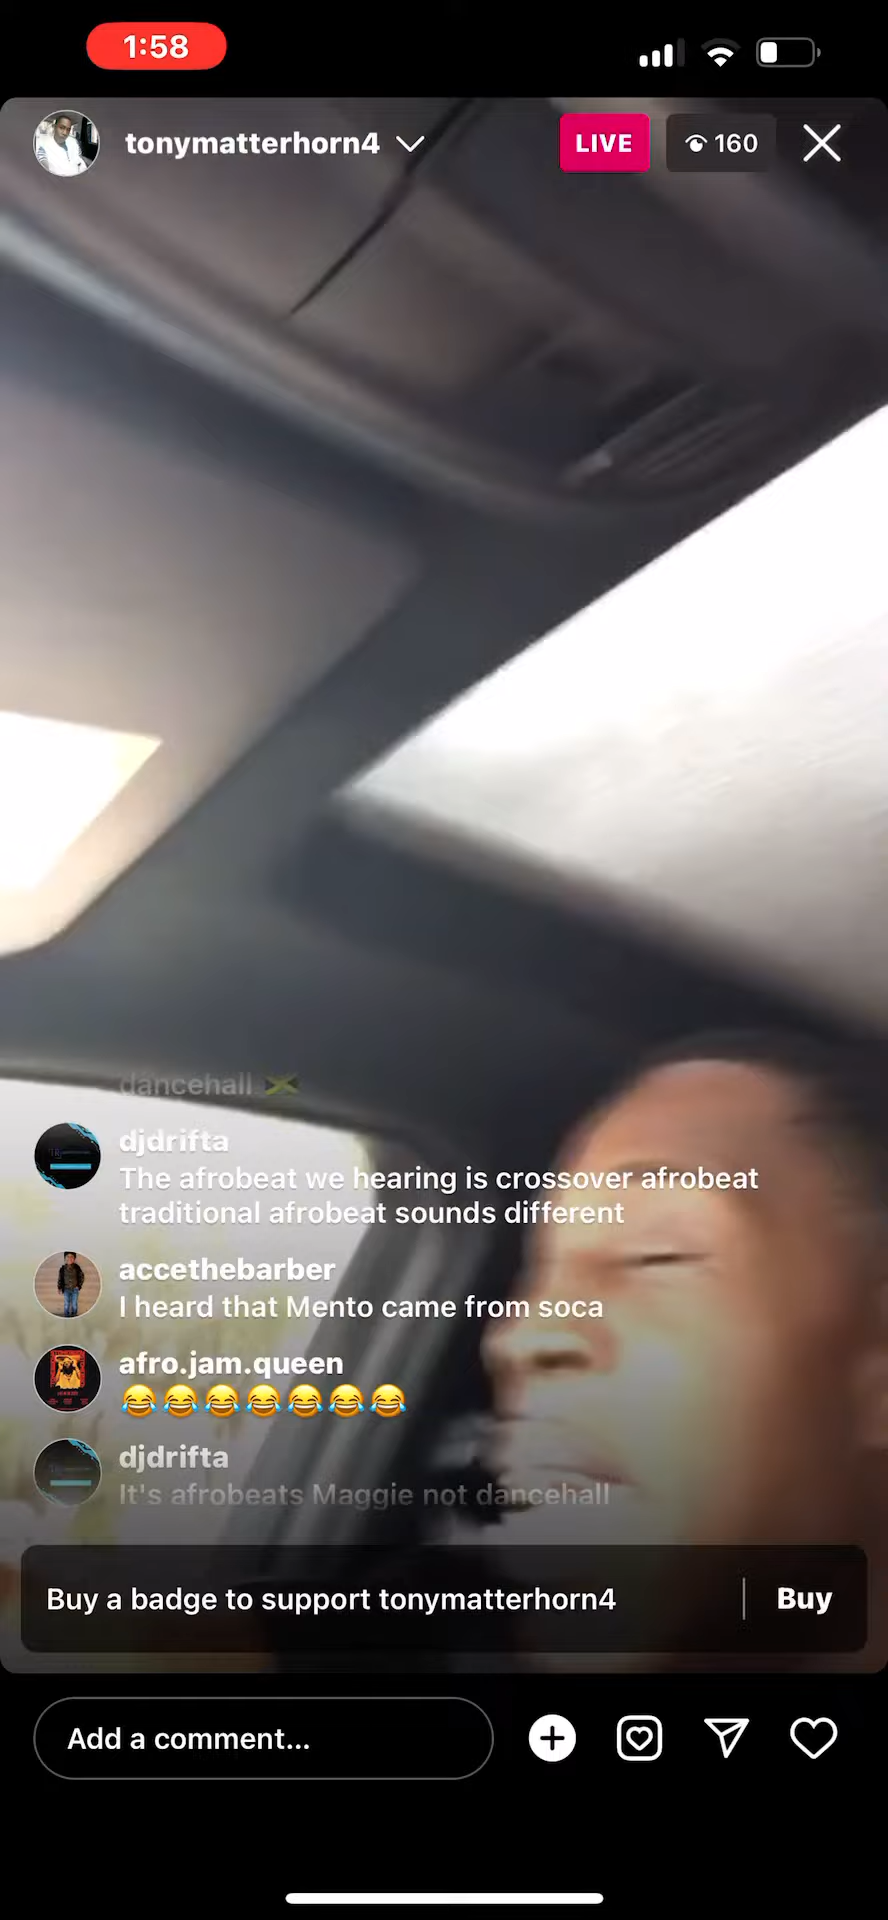 1:58
tonymatterhorn4
LIVE
160
dancehall
djdrifta
The afrobeat we hearing is crossover afrobeat
traditional afrobeat sounds different
accethebarber
I heard that Mento came from soca
afro.jam.queen
😂😂😂😂😂😂😂
djdrifta
It's afrobeats Maggie not dancehall
Buy a badge to support tonymatterhorn4
Buy
Add a comment...